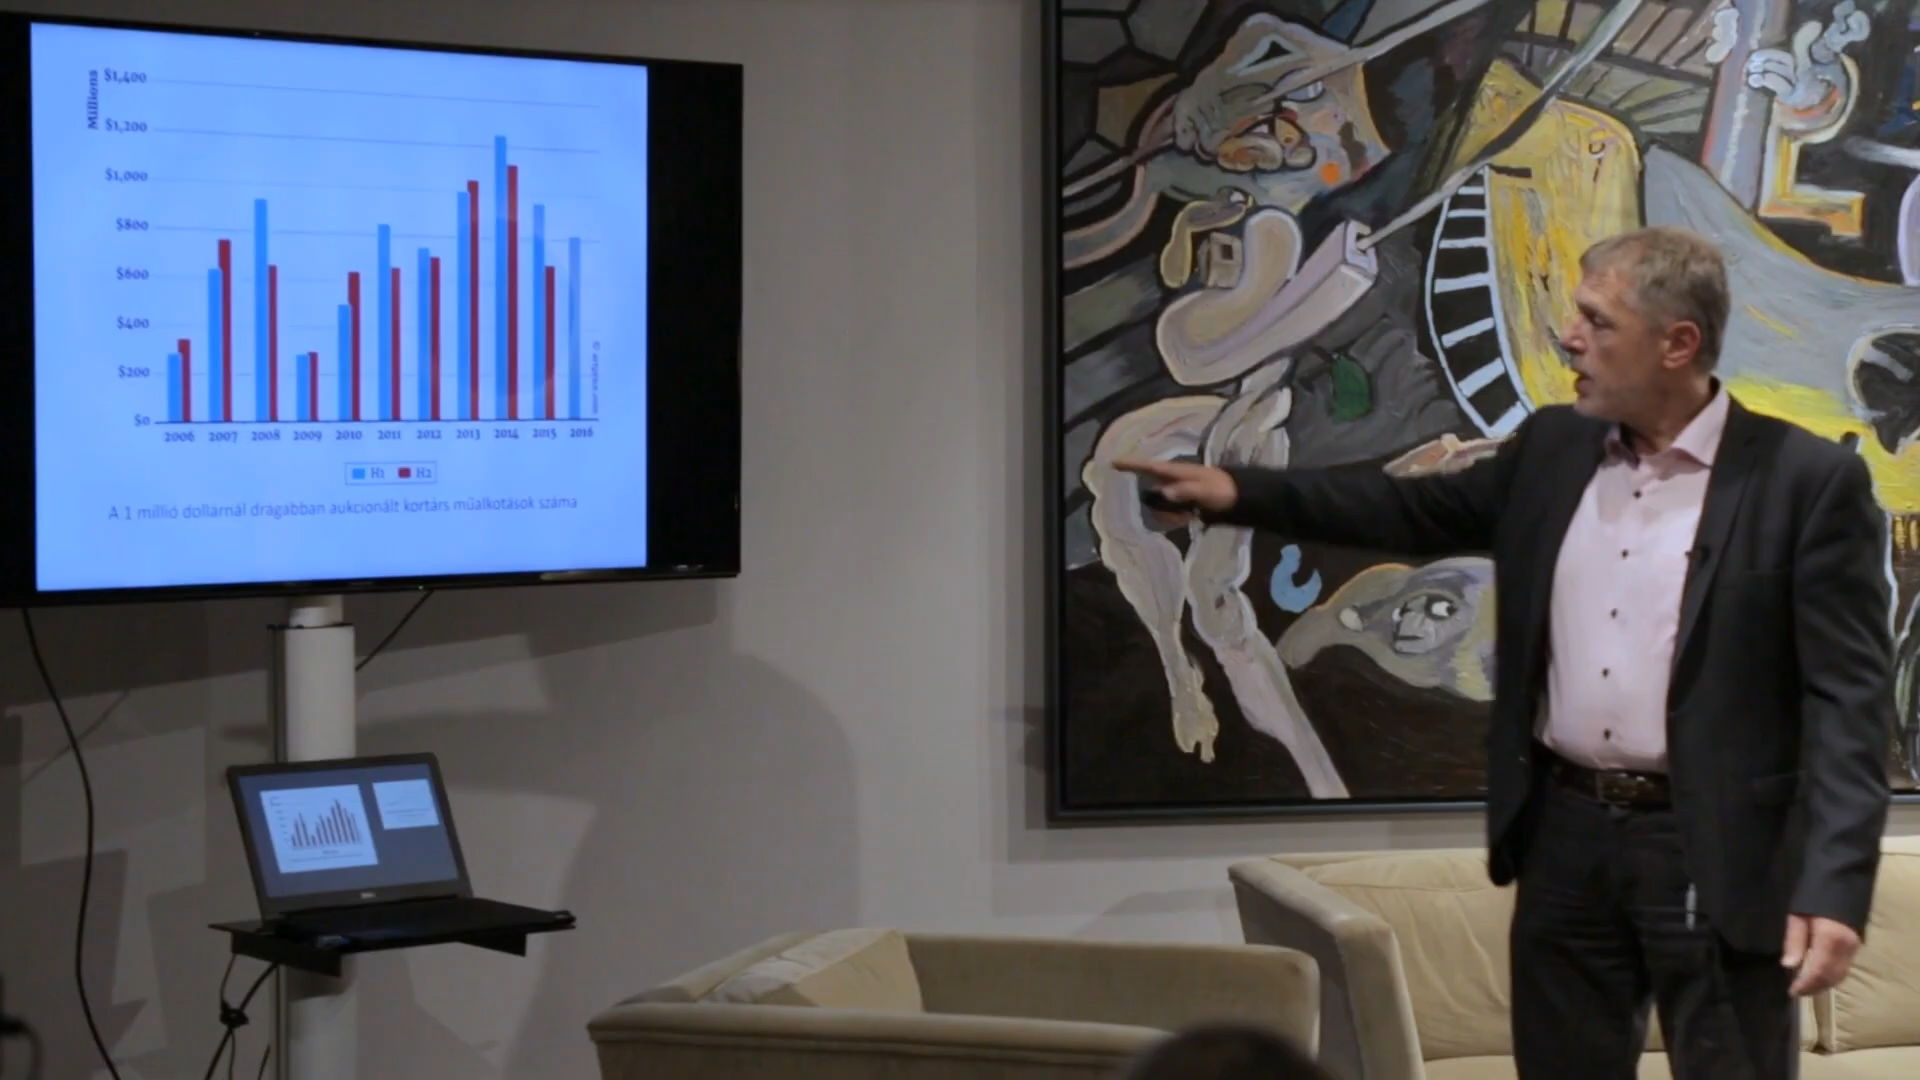 Millions
$1,400
$1,200
$1,000
$800
$600
$400
$200
$0
2006 2007 2008 2009 2010 2011 2012 2013 2014 2015 2016
H1 H2
A 1 millió dollárnál drágábban aukcionált kortárs műalkotások száma
DELL